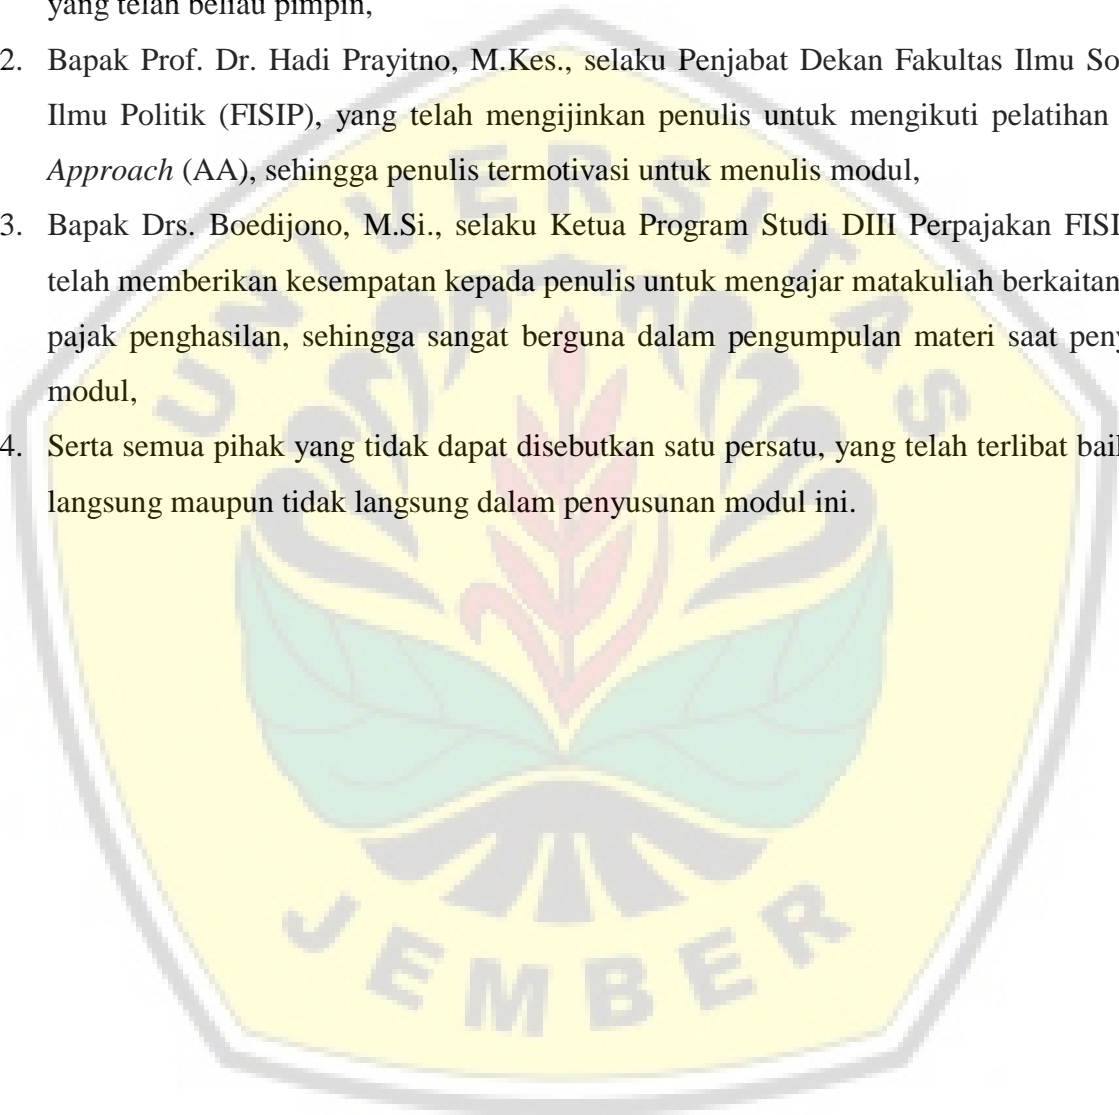 yang telah beliau pimpin,
2. Bapak Prof. Dr. Hadi Prayitno, M.Kes., selaku Penjabat Dekan Fakultas Ilmu So
Ilmu Politik (FISIP), yang telah mengijinkan penulis untuk mengikuti pelatihan
Approach (AA), sehingga penulis termotivasi untuk menulis modul,
3. Bapak Drs. Boedijono, M.Si., selaku Ketua Program Studi DIII Perpajakan FISI
telah memberikan kesempatan kepada penulis untuk mengajar matakuliah berkaitan
pajak penghasilan, sehingga sangat berguna dalam pengumpulan materi saat peny
modul,
4. Serta semua pihak yang tidak dapat disebutkan satu persatu, yang telah terlibat bai
langsung maupun tidak langsung dalam penyusunan modul ini.
UNIVERSITAS
JEMBER